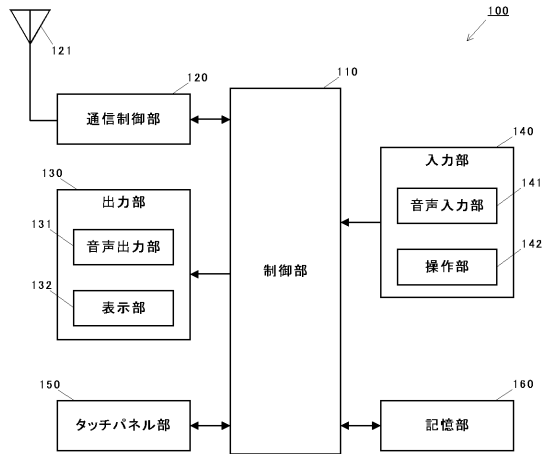 100
121
120
通信制御部
110
制御部
130
出力部
131
音声出力部
132
表示部
140
入力部
141
音声入力部
142
操作部
150
タッチパネル部
160
記憶部